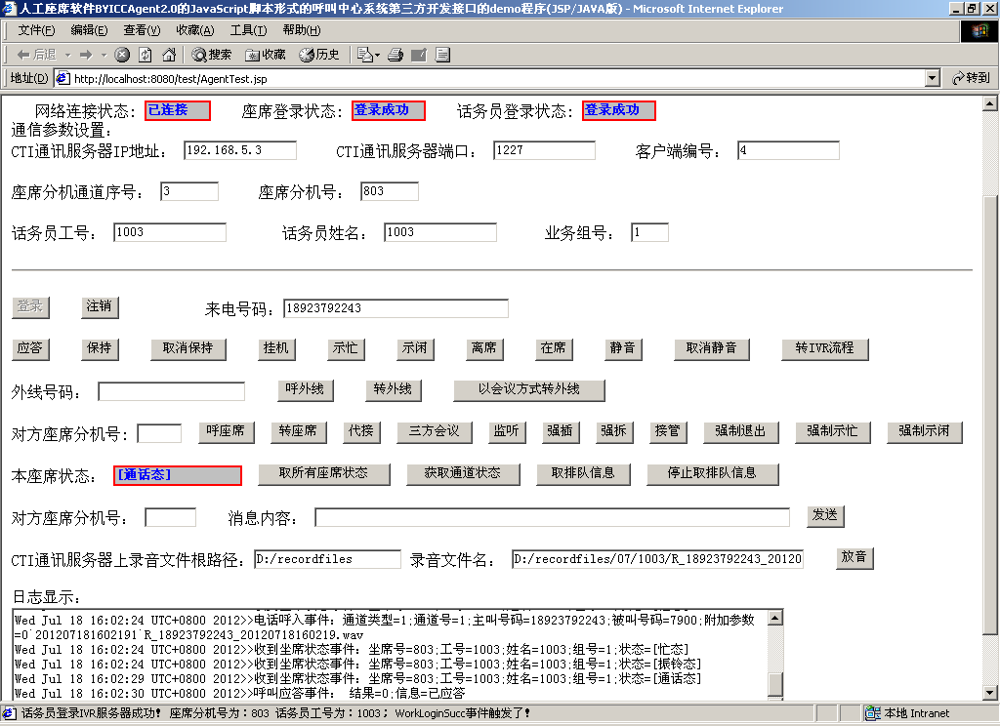 人工座席软件BYICCAgent2.0的JavaScript脚本形式的呼叫中心系统第三方开发接口的demo程序(JSP/JAVA版) - Microsoft Internet Explorer
文件(F) 编辑(E) 查看(V) 收藏(A) 工具(T) 帮助(H)
后退 搜索 收藏 历史
地址(D) http://localhost:8080/test/AgentTest.jsp 转到
网络连接状态: 已连接 座席登录状态: 登录成功 话务员登录状态: 登录成功
通信参数设置:
CTI通讯服务器IP地址: 192.168.5.3 CTI通讯服务器端口: 1227 客户端编号: 4
座席分机通道序号: 3 座席分机号: 803
话务员工号: 1003 话务员姓名: 1003 业务组号: 1
登录 注销 来电号码: 18923792243
应答 保持 取消保持 挂机 示忙 示闲 离席 在席 静音 取消静音 转IVR流程
外线号码: 呼外线 转外线 以会议方式转外线
对方座席分机号: 呼座席 转座席 代接 三方会议 监听 强插 强拆 接管 强制退出 强制示忙 强制示闲
本座席状态: [通话态] 取所有座席状态 获取通道状态 取排队信息 停止取排队信息
对方座席分机号: 消息内容: 发送
CTI通讯服务器上录音文件根路径: D:/recordfiles 录音文件名: D:/recordfiles/07/1003/R_18923792243_20120 放音
日志显示:
Wed Jul 18 16:02:24 UTC+0800 2012>>电话呼入事件: 通道类型=1;通道号=1;主叫号码=18923792243;被叫号码=7900;附加参数
=0`201207181602191`R_18923792243_20120718160219.wav
Wed Jul 18 16:02:24 UTC+0800 2012>>收到坐席状态事件: 坐席号=803;工号=1003;姓名=1003;组号=1;状态=[忙态]
Wed Jul 18 16:02:24 UTC+0800 2012>>收到坐席状态事件: 坐席号=803;工号=1003;姓名=1003;组号=1;状态=[振铃态]
Wed Jul 18 16:02:29 UTC+0800 2012>>收到坐席状态事件: 坐席号=803;工号=1003;姓名=1003;组号=1;状态=[通话态]
Wed Jul 18 16:02:30 UTC+0800 2012>>呼叫应答事件: 结果=0;信息=已应答
话务员登录IVR服务器成功! 座席分机号为:803 话务员工号为:1003; WorkLoginSucc事件触发了! 本地 Intranet